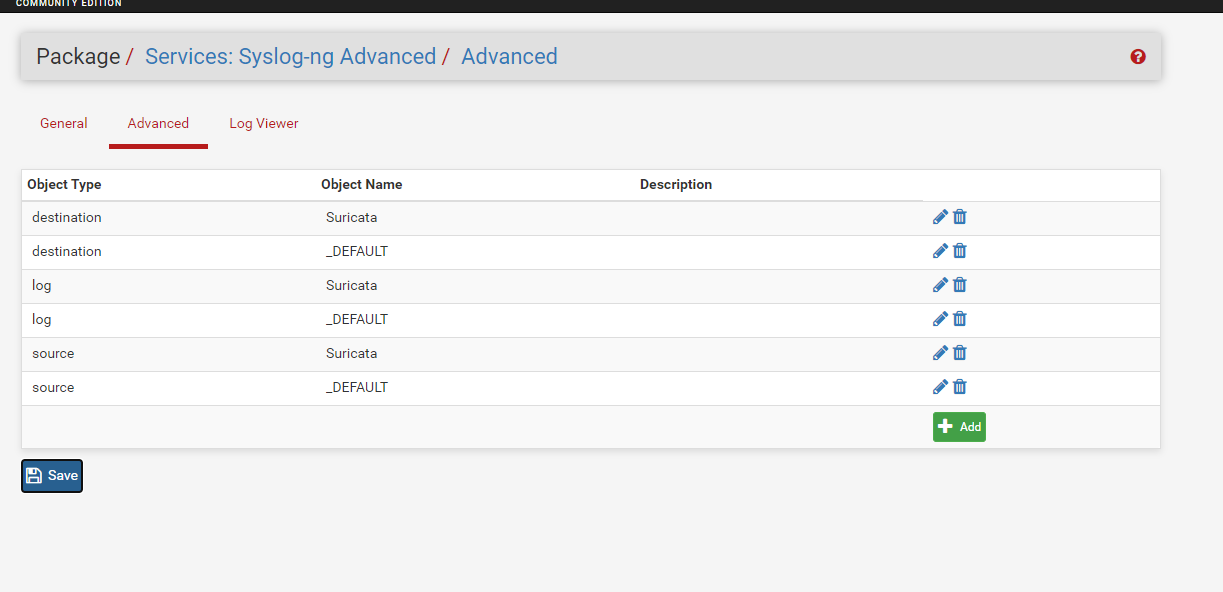 COMMUNITY EDITION
Package / Services: Syslog-ng Advanced / Advanced
General Advanced Log Viewer
Object Type Object Name Description
destination Suricata
destination _DEFAULT
log Suricata
log _DEFAULT
source Suricata
source _DEFAULT
Add
Save